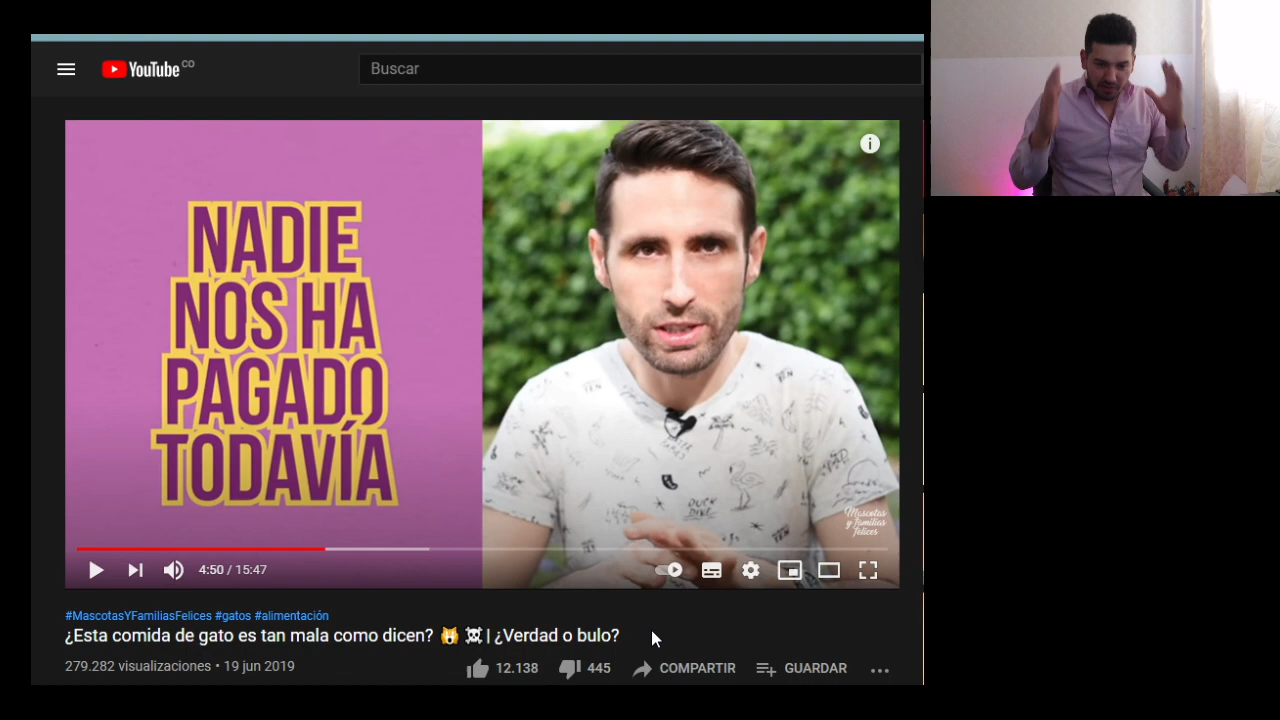 YouTube CO
Buscar
NADIE
NOS HA
PAGADO
TODAVÍA
DUCK
DIVE
Mascotas
y familias
felices
4:50 / 15:47
#MascotasYFamiliasFelices #gatos #alimentación
¿Esta comida de gato es tan mala como dicen? 🙀 ☠ | ¿Verdad o bulo?
279.282 visualizaciones • 19 jun 2019
12.138
445
COMPARTIR
GUARDAR